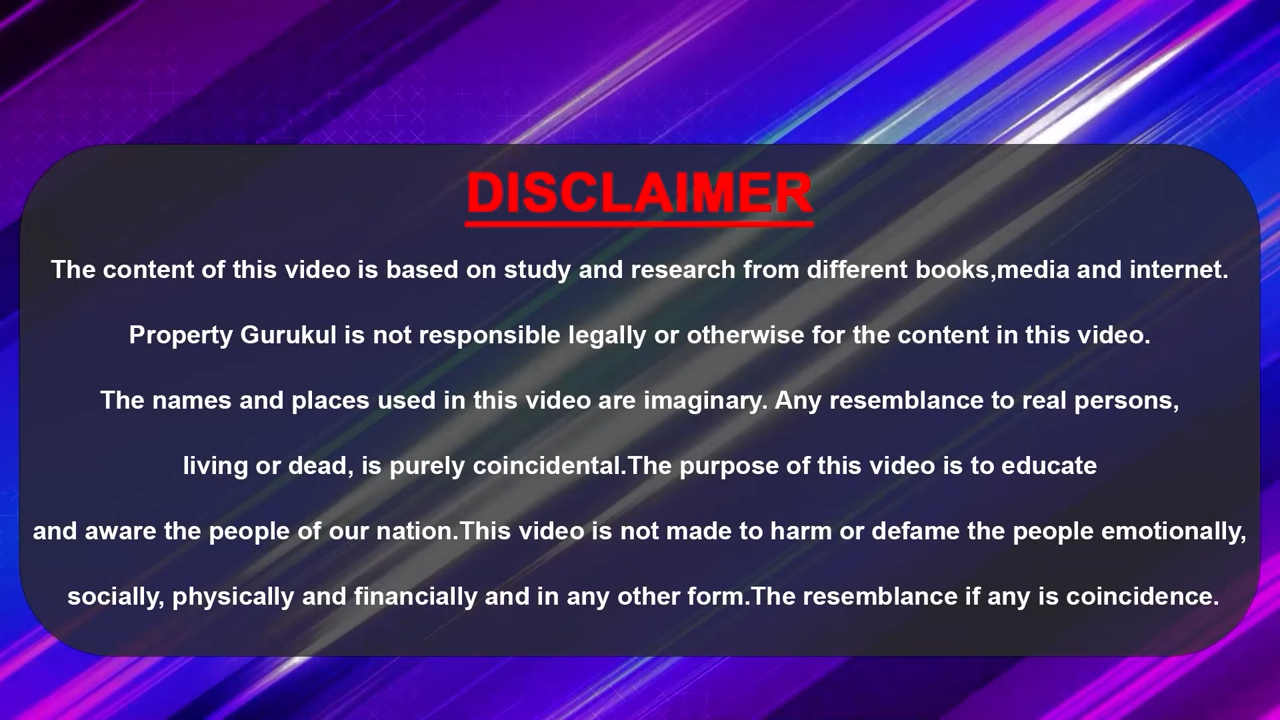 DISCLAIMER
The content of this video is based on study and research from different books,media and internet.
Property Gurukul is not responsible legally or otherwise for the content in this video.
The names and places used in this video are imaginary. Any resemblance to real persons,
living or dead, is purely coincidental.The purpose of this video is to educate
and aware the people of our nation.This video is not made to harm or defame the people emotionally,
socially, physically and financially and in any other form.The resemblance if any is coincidence.